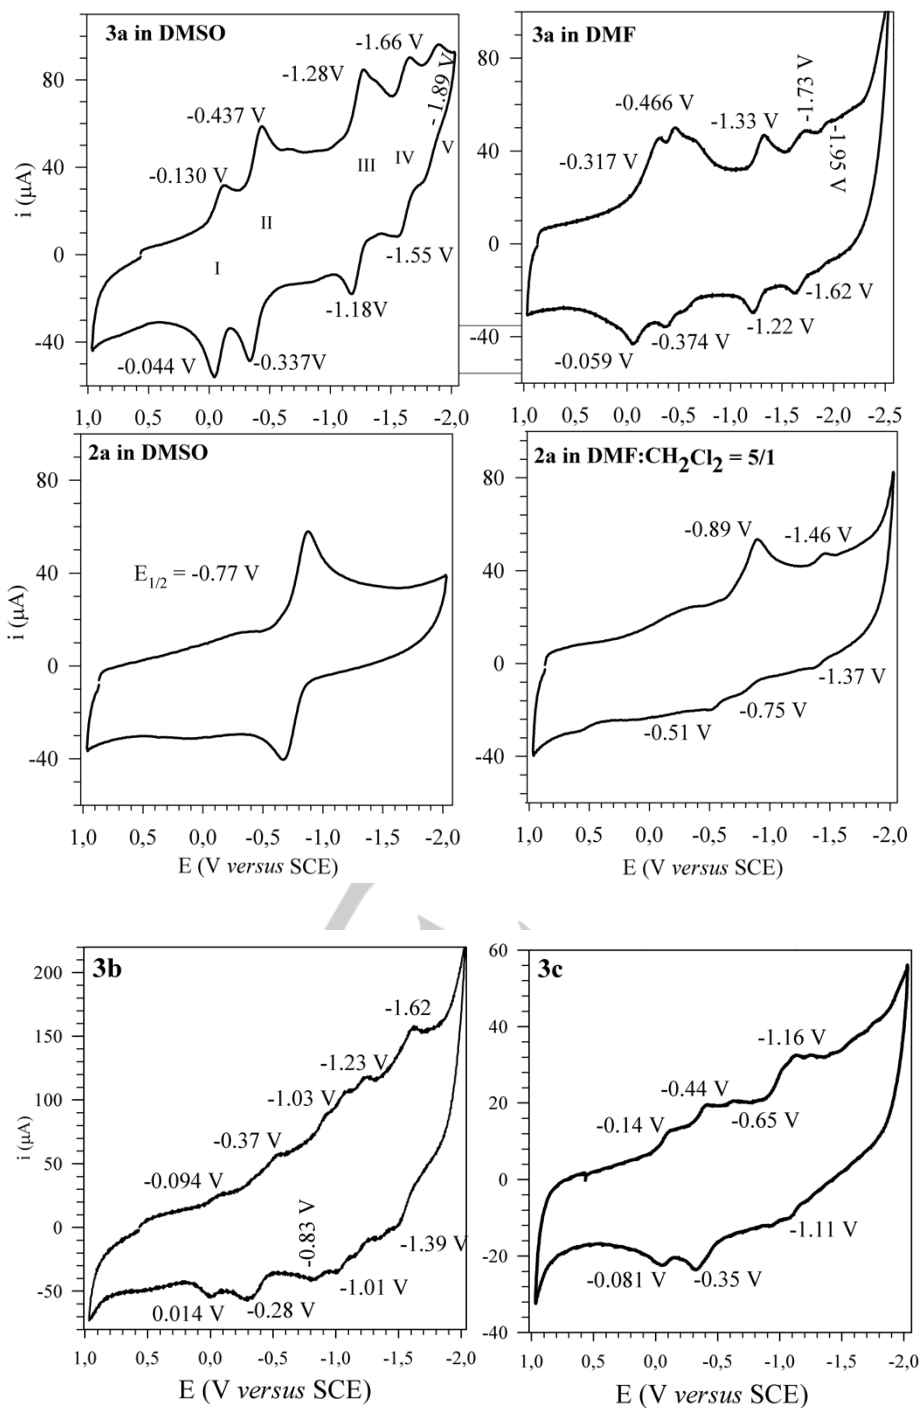 3a in DMSO
-1.66 V
-1.28V
-0.437 V
-0.130 V
-1.89 V
III
IV
V
II
I
-1.55 V
-1.18V
-0.337V
-0.044 V
i (μA)
80
40
0
-40
1,0 0,5 0,0 -0,5 -1,0 -1,5 -2,0
3a in DMF
-1.73 V
-0.466 V
-1.33 V
-0.317 V
-1.95 V
-1.62 V
-1.22 V
-0.374 V
-0.059 V
80
40
0
-40
1,0 0,5 0,0 -0,5 -1,0 -1,5 -2,0 -2,5
2a in DMSO
E1/2 = -0.77 V
i (μA)
80
40
0
-40
1,0 0,5 0,0 -0,5 -1,0 -1,5 -2,0
E (V versus SCE)
2a in DMF:CH2Cl2 = 5/1
-0.89 V
-1.46 V
-1.37 V
-0.75 V
-0.51 V
80
40
0
-40
1,0 0,5 0,0 -0,5 -1,0 -1,5 -2,0
E (V versus SCE)
3b
-1.62
-1.23 V
-1.03 V
-0.37 V
-0.094 V
-0.83 V
-1.39 V
-1.01 V
0.014 V
-0.28 V
i (μA)
200
150
100
50
0
-50
1,0 0,5 0,0 -0,5 -1,0 -1,5 -2,0
E (V versus SCE)
3c
-1.16 V
-0.44 V
-0.14 V
-0.65 V
-1.11 V
-0.081 V
-0.35 V
60
40
20
0
-20
-40
1,0 0,5 0,0 -0,5 -1,0 -1,5 -2,0
E (V versus SCE)